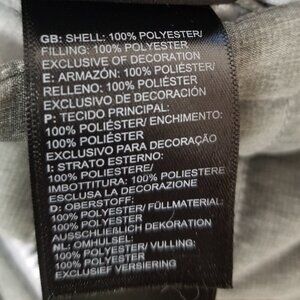 GB: SHELL: 100% POLYESTER/
FILLING: 100% POLYESTER/
EXCLUSIVE OF DECORATION
E: ARMAZÓN: 100% POLIÉSTER/
RELLENO: 100% POLIÉSTER/
EXCLUSIVO DE DECORACIÓN
P: TECIDO PRINCIPAL:
100% POLIÉSTER/ ENCHIMENTO:
100% POLIÉSTER/
EXCLUSIVO PARA DECORAÇÃO
I: STRATO ESTERNO:
100% POLIESTERE/
IMBOTTITURA: 100% POLIESTERE
ESCLUSA LA DECORAZIONE
D: OBERSTOFF:
100% POLYESTER/ FÜLLMATERIAL:
100% POLYESTER/
AUSSCHLIEẞLICH DEKORATION
NL: OMHULSEL:
100% POLYESTER/ VULLING:
100% POLYESTER/
EXCLUSIEF VERSIERING